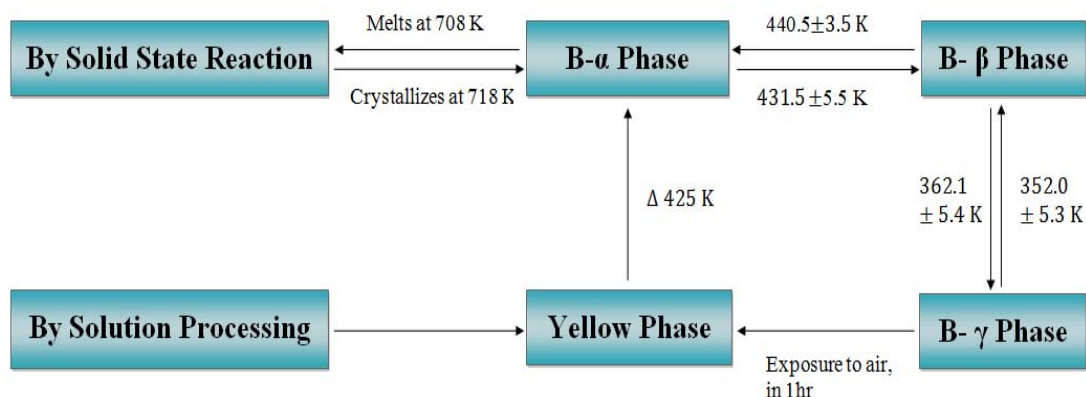 Melts at 708 K
440.5±3.5 K
By Solid State Reaction
B-α Phase
B- β Phase
Crystallizes at 718 K
431.5 ±5.5 K
362.1
± 5.4 K
352.0
± 5.3 K
Δ 425 K
By Solution Processing
Yellow Phase
B- γ Phase
Exposure to air,
in 1hr